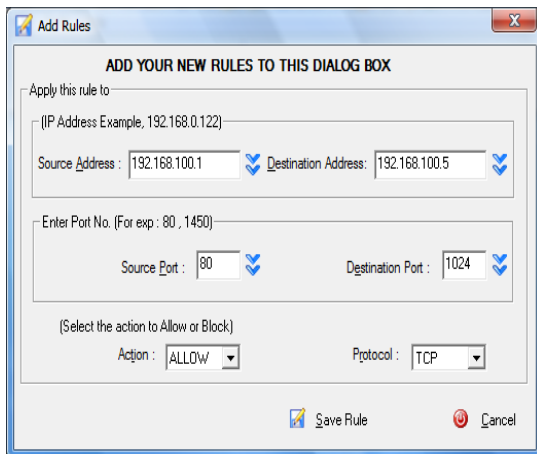 Add Rules
X
ADD YOUR NEW RULES TO THIS DIALOG BOX
Apply this rule to
(IP Address Example, 192.168.0.122)
Source Address : 192.168.100.1 Destination Address: 192.168.100.5
Enter Port No. (For exp : 80 , 1450)
Source Port : 80 Destination Port : 1024
(Select the action to Allow or Block)
Action : ALLOW Protocol : TCP
Save Rule Cancel